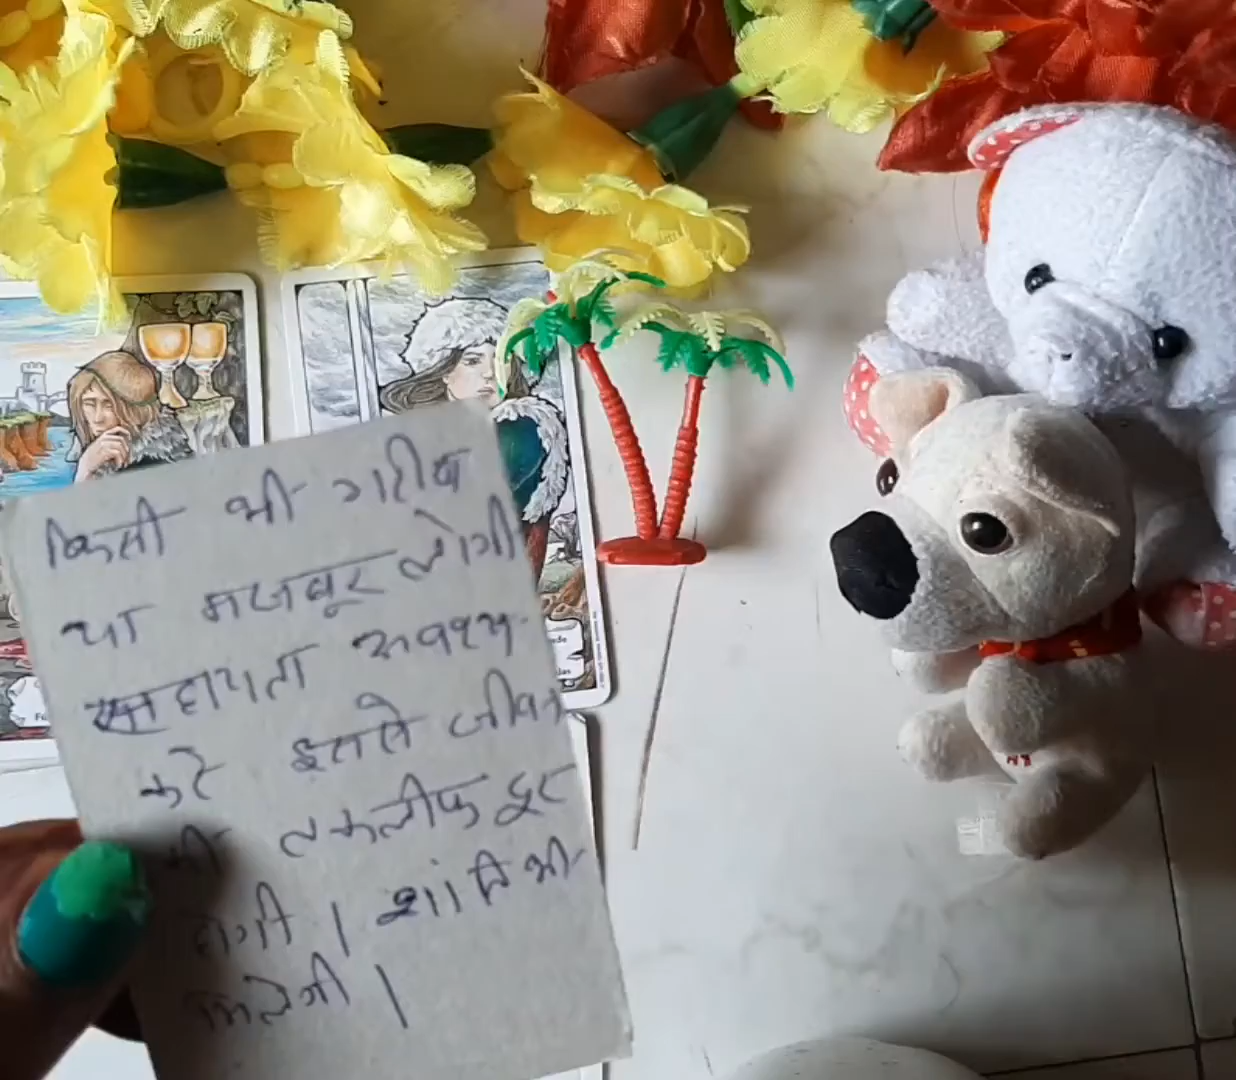 किसी भी गरीब
या मजबूर लोगो
सहायता अवश्य
करे इससे जीवन
की तकलीफ दूर
होगी । शांति भी
मिलेगी ।